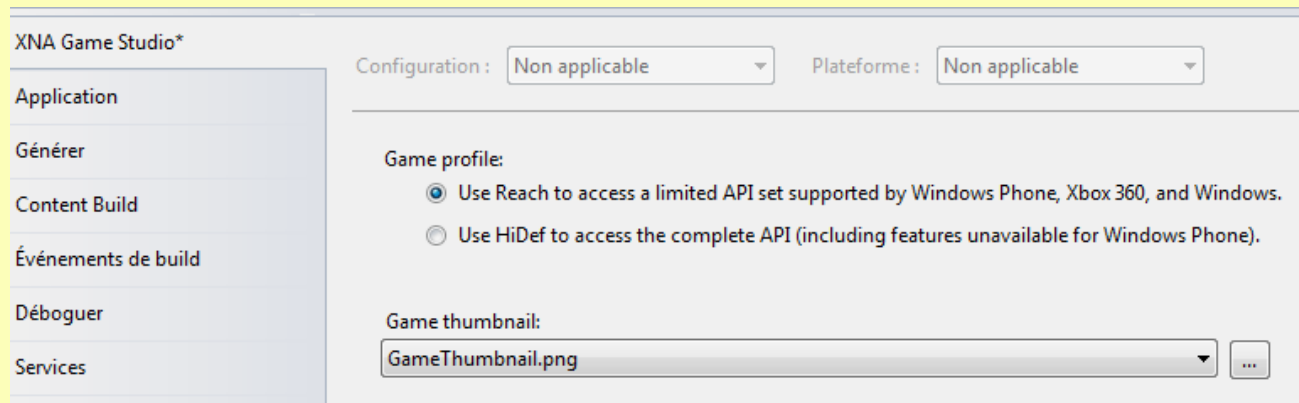 XNA Game Studio*
Configuration : Non applicable Plateforme : Non applicable
Application
Générer
Content Build
Événements de build
Déboguer
Services
Game profile:
Use Reach to access a limited API set supported by Windows Phone, Xbox 360, and Windows.
Use HiDef to access the complete API (including features unavailable for Windows Phone).
Game thumbnail:
GameThumbnail.png
...